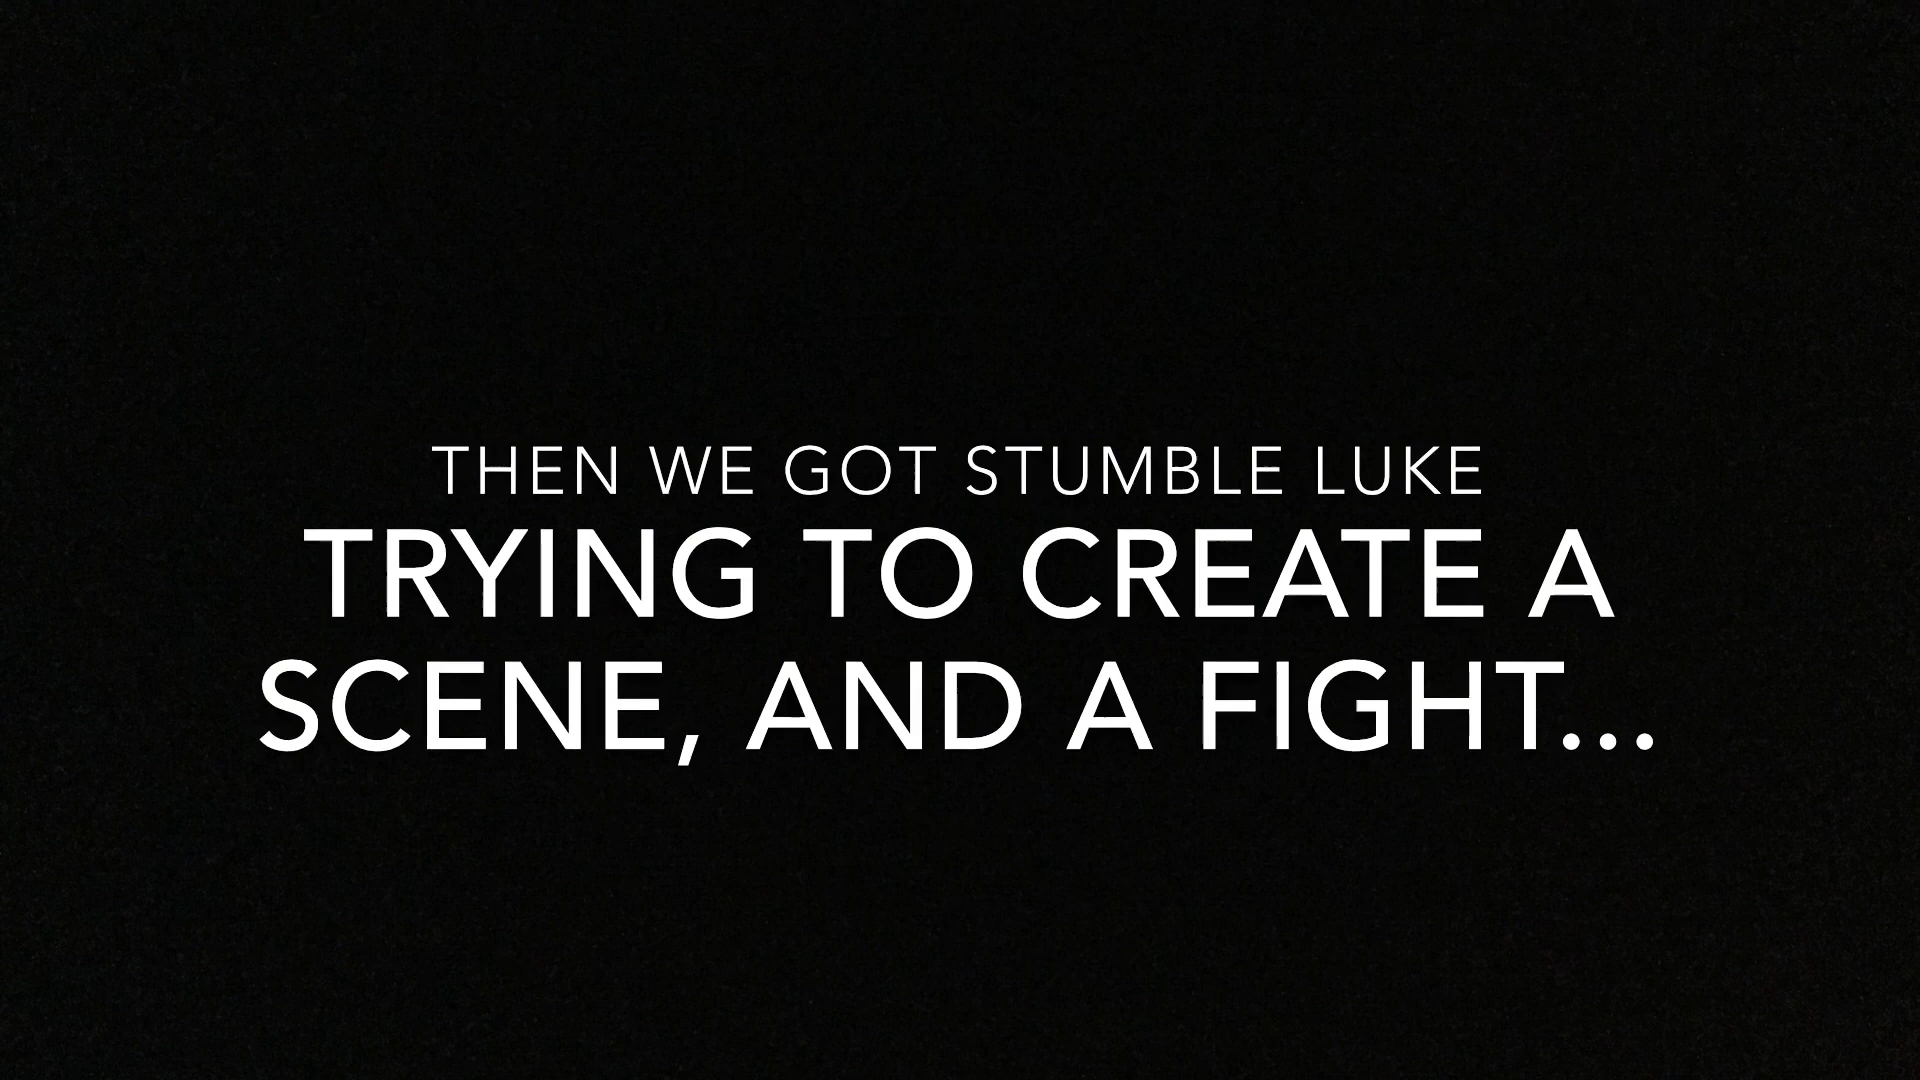 THEN WE GOT STUMBLE LUKE
TRYING TO CREATE A
SCENE, AND A FIGHT...